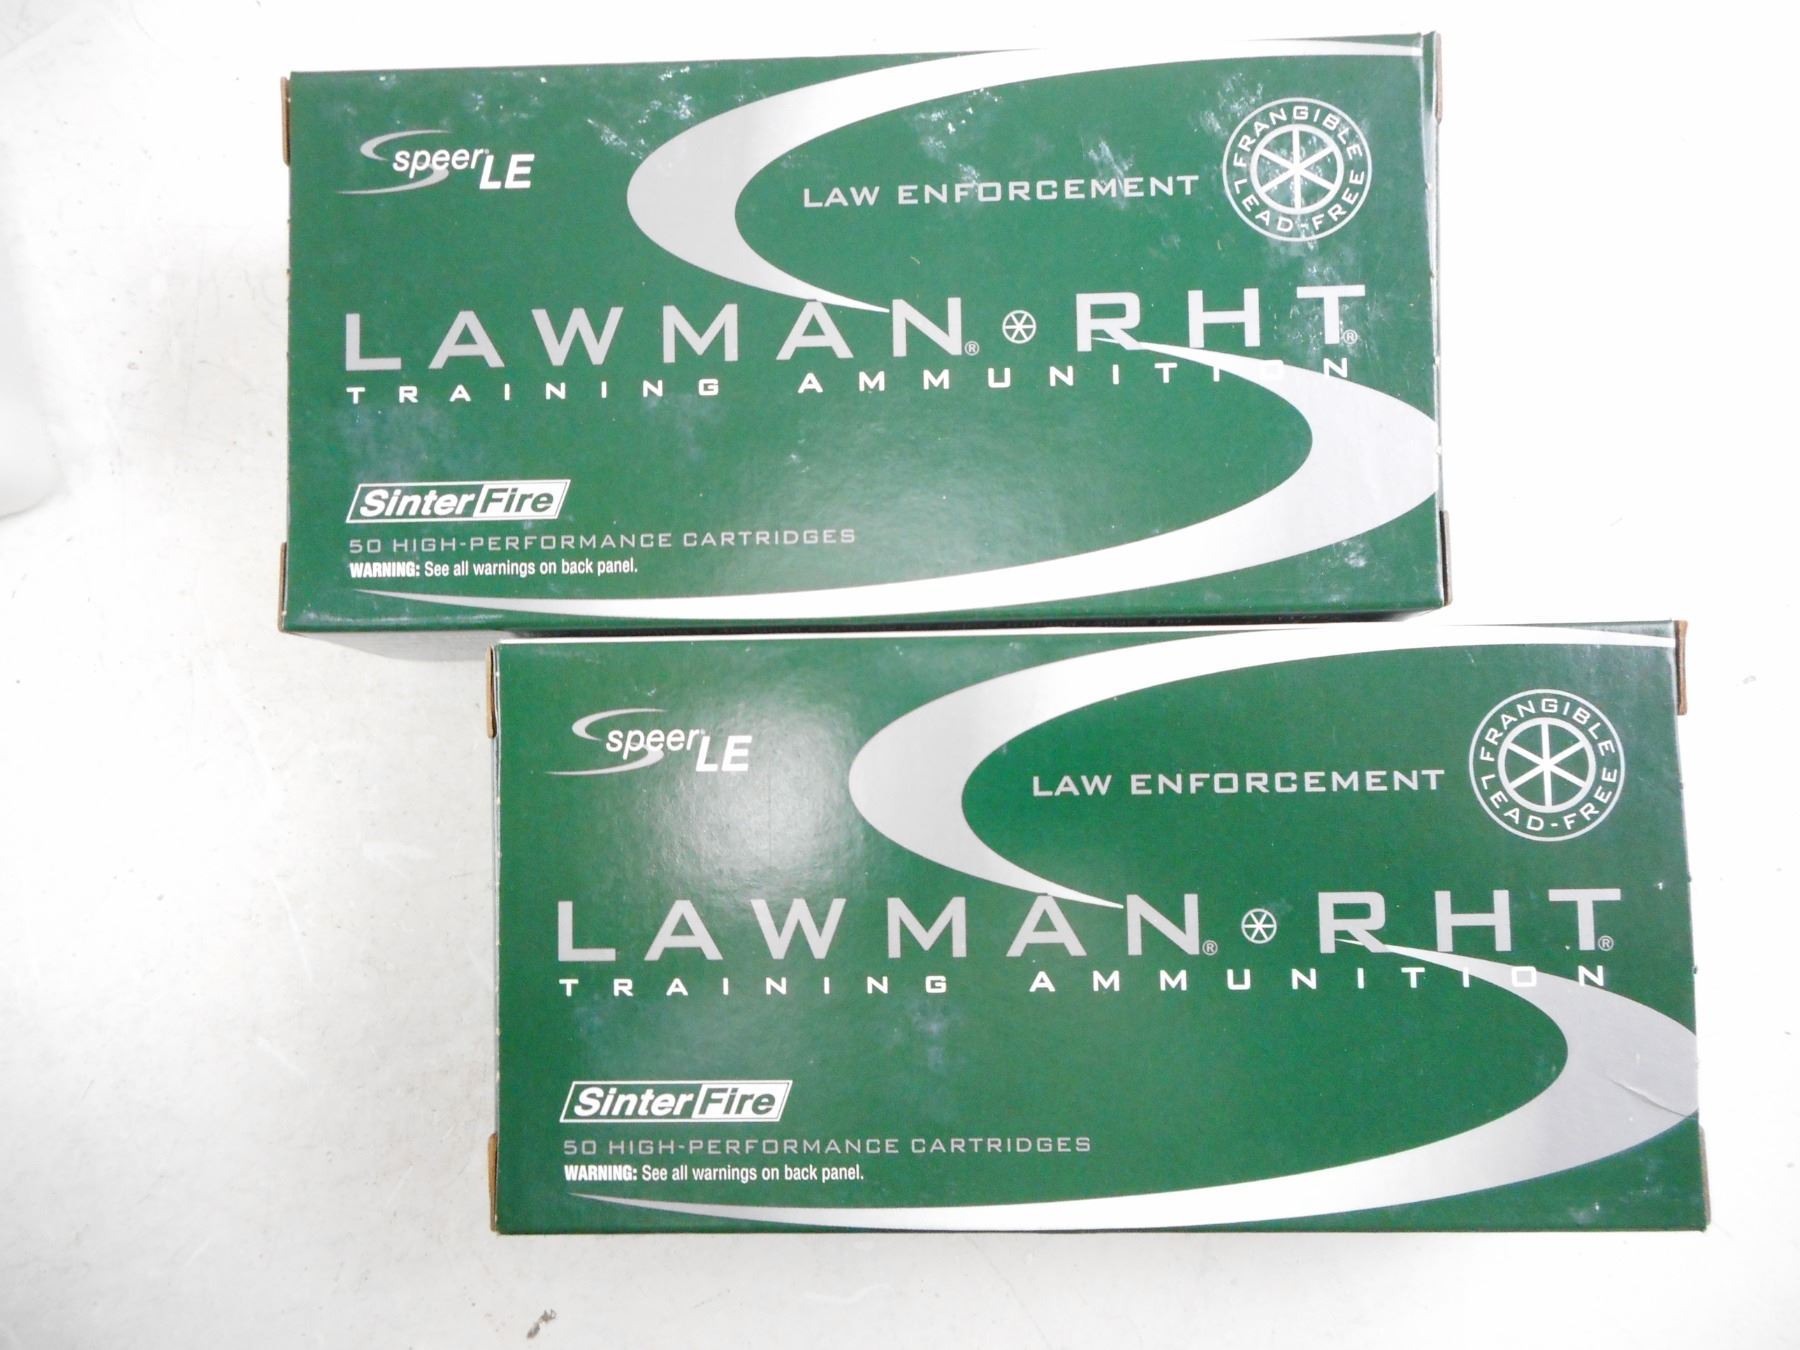 speer LE
LAW ENFORCEMENT
FRANGIBLE
LEAD-FREE
LAWMAN® RHT®
TRAINING AMMUNITION
SinterFire
50 HIGH-PERFORMANCE CARTRIDGES
WARNING: See all warnings on back panel.
speer LE
LAW ENFORCEMENT
FRANGIBLE
LEAD-FREE
LAWMAN® RHT®
TRAINING AMMUNITION
SinterFire
50 HIGH-PERFORMANCE CARTRIDGES
WARNING: See all warnings on back panel.